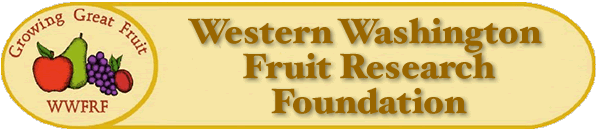 Growing Great Fruit
WWFRF
Western Washington
Fruit Research
Foundation